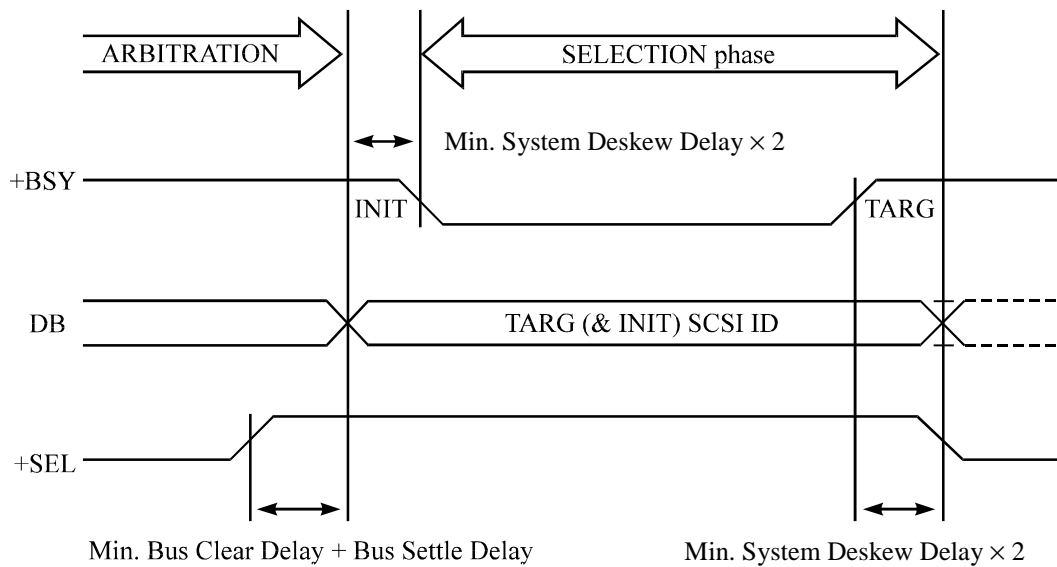 ARBITRATION
SELECTION phase
Min. System Deskew Delay × 2
+BSY
INIT
TARG
DB
TARG (& INIT) SCSI ID
+SEL
Min. Bus Clear Delay + Bus Settle Delay
Min. System Deskew Delay × 2